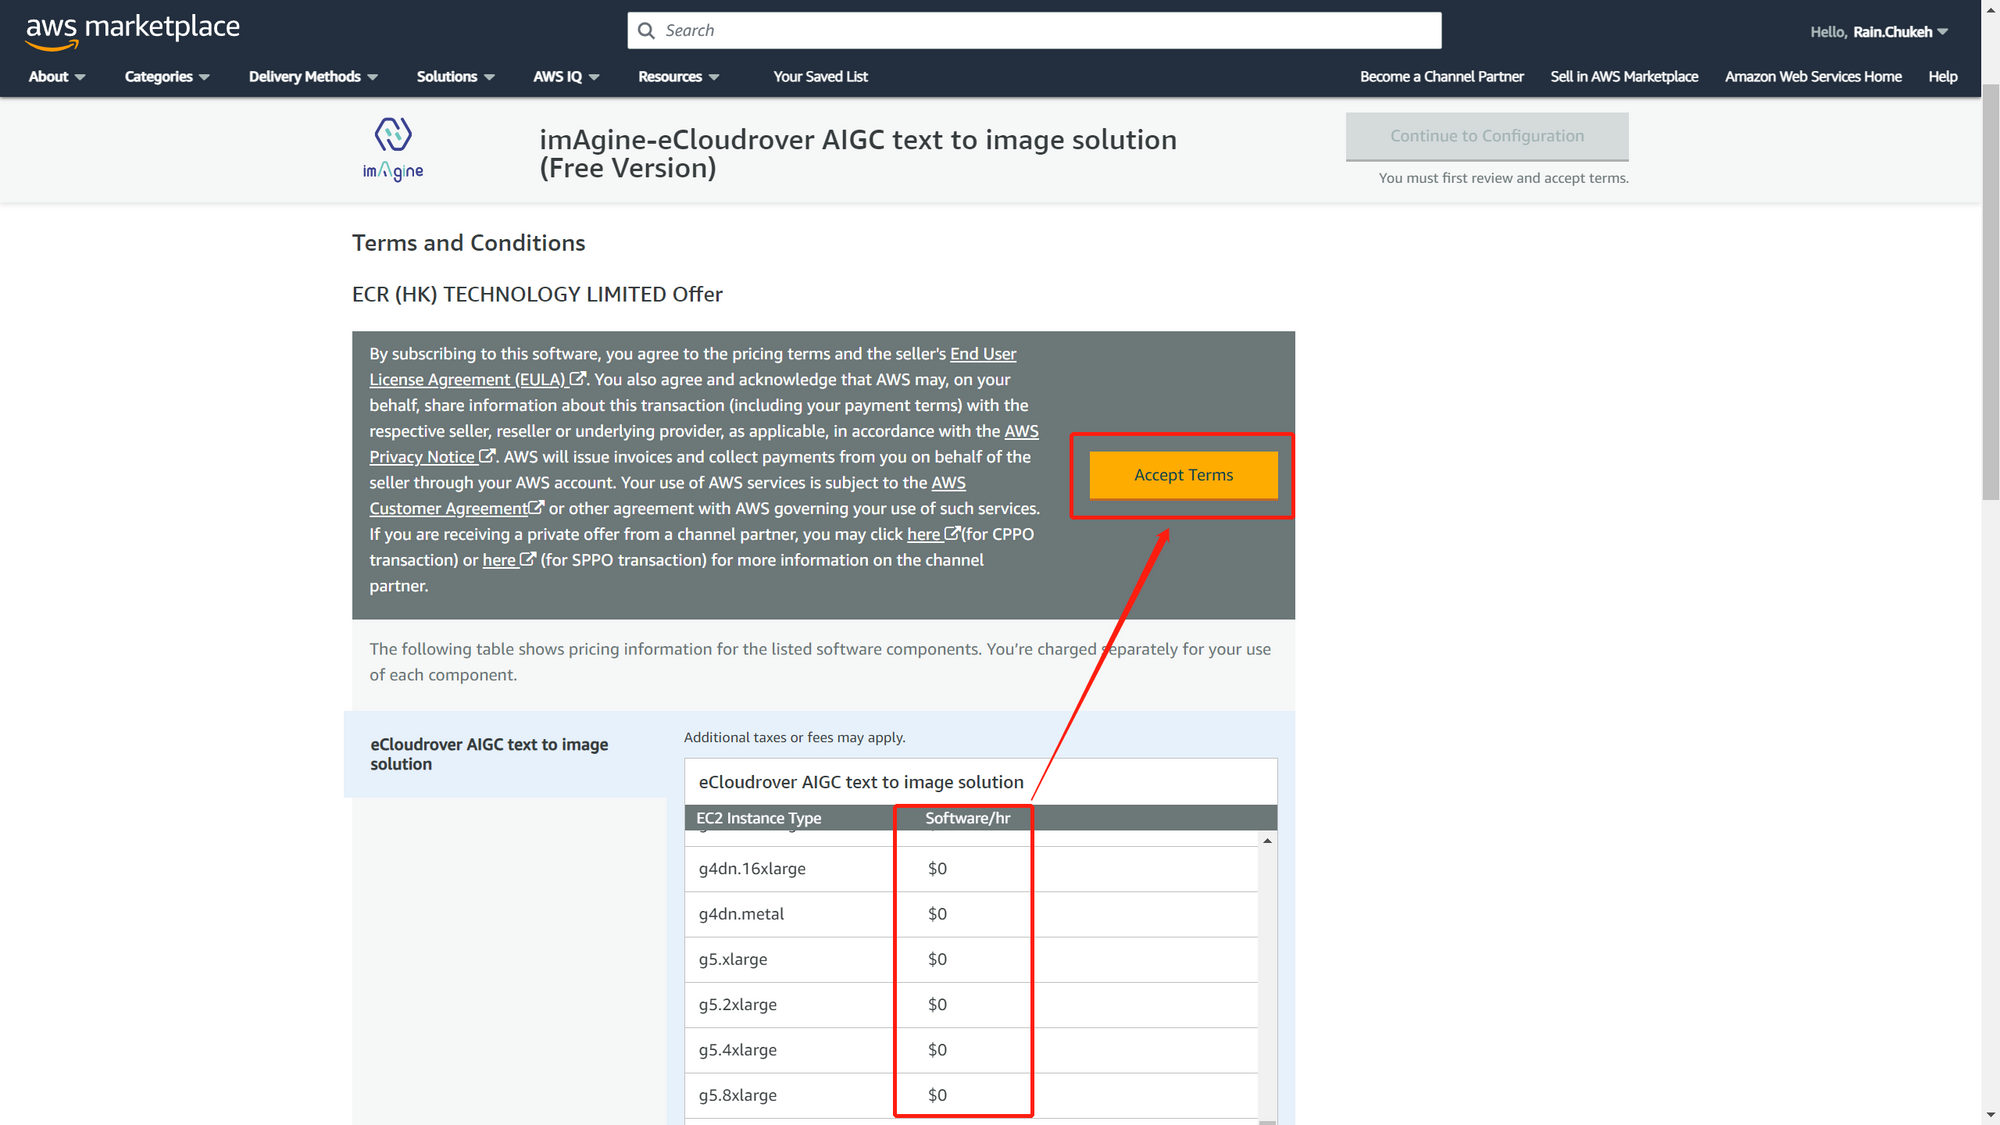 aws marketplace
Search
Hello, Rain.Chukeh
About
Categories
Delivery Methods
Solutions
AWS IQ
Resources
Your Saved List
Become a Channel Partner
Sell in AWS Marketplace
Amazon Web Services Home
Help
imAgine
imAgine-eCloudrover AIGC text to image solution
(Free Version)
Continue to Configuration
You must first review and accept terms.
Terms and Conditions
ECR (HK) TECHNOLOGY LIMITED Offer
By subscribing to this software, you agree to the pricing terms and the seller's End User
License Agreement (EULA). You also agree and acknowledge that AWS may, on your
behalf, share information about this transaction (including your payment terms) with the
respective seller, reseller or underlying provider, as applicable, in accordance with the AWS
Privacy Notice. AWS will issue invoices and collect payments from you on behalf of the
seller through your AWS account. Your use of AWS services is subject to the AWS
Customer Agreement or other agreement with AWS governing your use of such services.
If you are receiving a private offer from a channel partner, you may click here (for CPPO
transaction) or here (for SPPO transaction) for more information on the channel
partner.
Accept Terms
The following table shows pricing information for the listed software components. You’re charged separately for your use
of each component.
eCloudrover AIGC text to image
solution
Additional taxes or fees may apply.
eCloudrover AIGC text to image solution
EC2 Instance Type Software/hr
g4dn.16xlarge $0
g4dn.metal $0
g5.xlarge $0
g5.2xlarge $0
g5.4xlarge $0
g5.8xlarge $0